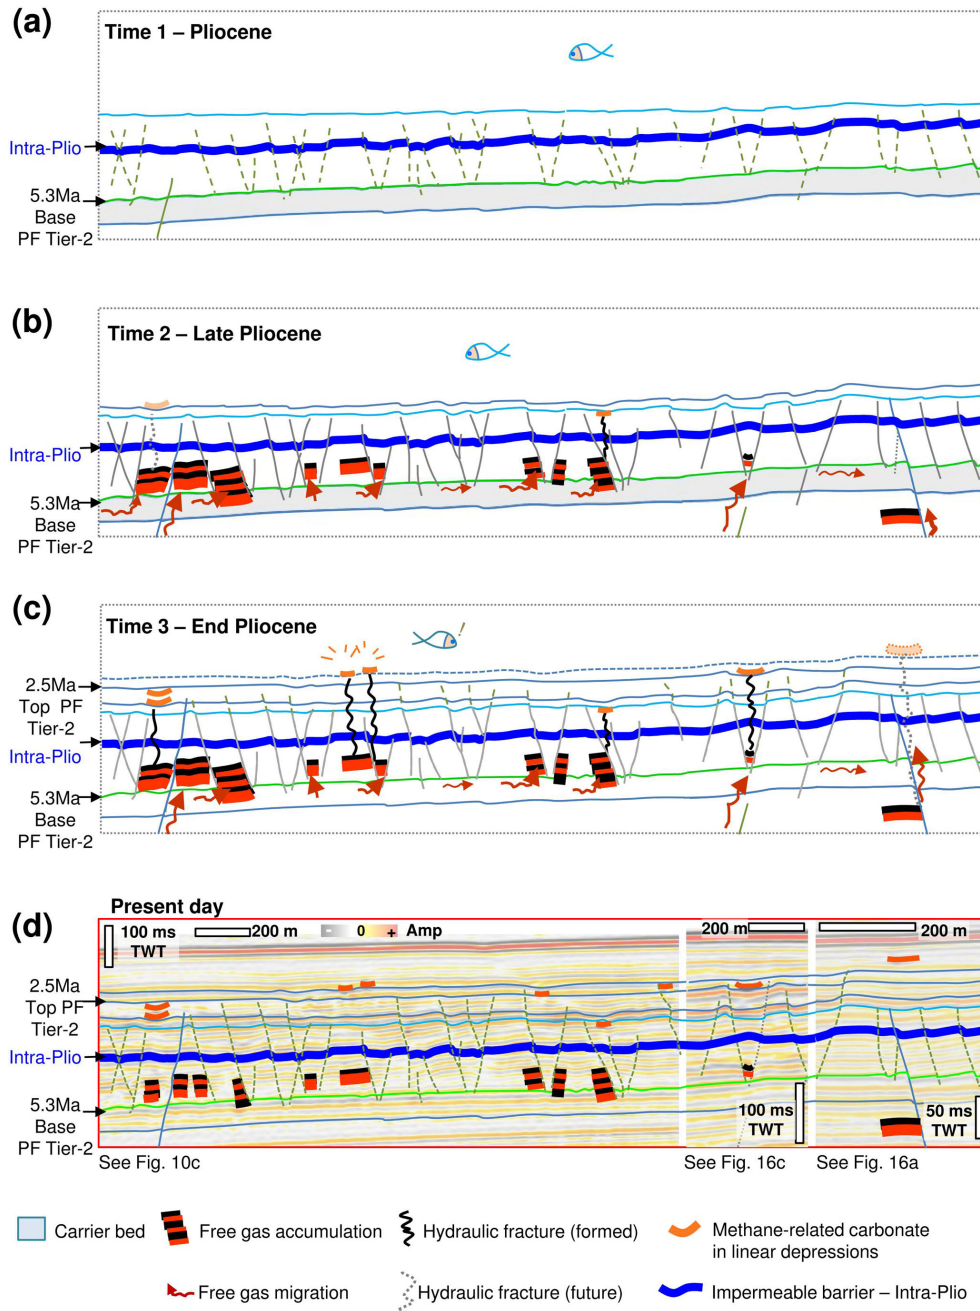 (a)
Time 1 – Pliocene
Intra-Plio
5.3Ma
Base
PF Tier-2
(b)
Time 2 – Late Pliocene
Intra-Plio
5.3Ma
Base
PF Tier-2
(c)
Time 3 – End Pliocene
2.5Ma
Top PF
Tier-2
Intra-Plio
5.3Ma
Base
PF Tier-2
Present day
(d)
100 ms
TWT
200 m
- 0 + Amp
200 m
200 m
2.5Ma
Top PF
Tier-2
Intra-Plio
5.3Ma
Base
PF Tier-2
100 ms
TWT
50 ms
TWT
See Fig. 10c
See Fig. 16c
See Fig. 16a
Carrier bed
Free gas accumulation
Hydraulic fracture (formed)
Methane-related carbonate
in linear depressions
Free gas migration
Hydraulic fracture (future)
Impermeable barrier – Intra-Plio